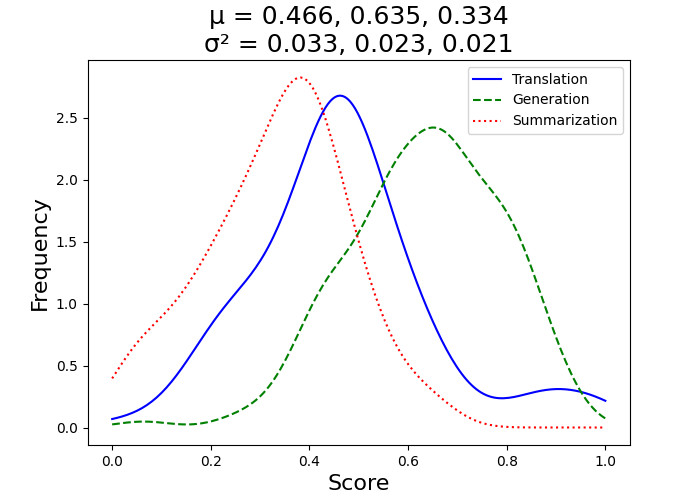 μ = 0.466, 0.635, 0.334
σ² = 0.033, 0.023, 0.021
Translation
Generation
Summarization
Frequency
2.5
2.0
1.5
1.0
0.5
0.0
0.0 0.2 0.4 0.6 0.8 1.0
Score